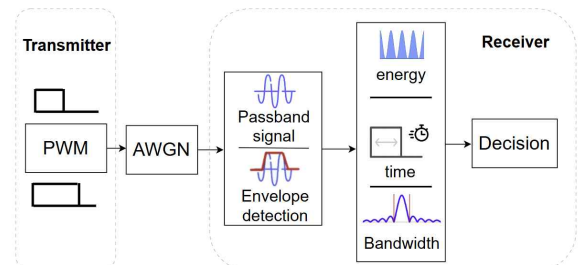 Transmitter
Receiver
PWM
AWGN
Passband
signal
Envelope
detection
energy
time
Bandwidth
Decision